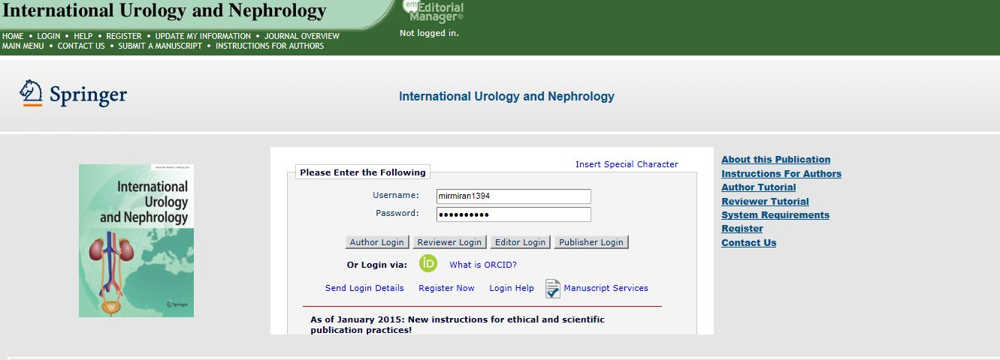 International Urology and Nephrology
em Editorial Manager®
HOME • LOGIN • HELP • REGISTER • UPDATE MY INFORMATION • JOURNAL OVERVIEW
MAIN MENU • CONTACT US • SUBMIT A MANUSCRIPT • INSTRUCTIONS FOR AUTHORS
Not logged in.
Springer
International Urology and Nephrology
International
Urology
and Nephrology
Springer
Insert Special Character
Please Enter the Following
Username: mirmiran1394
Password: ••••••••••
Author Login Reviewer Login Editor Login Publisher Login
Or Login via: iD What is ORCID?
Send Login Details Register Now Login Help Manuscript Services
As of January 2015: New instructions for ethical and scientific
publication practices!
About this Publication
Instructions For Authors
Author Tutorial
Reviewer Tutorial
System Requirements
Register
Contact Us